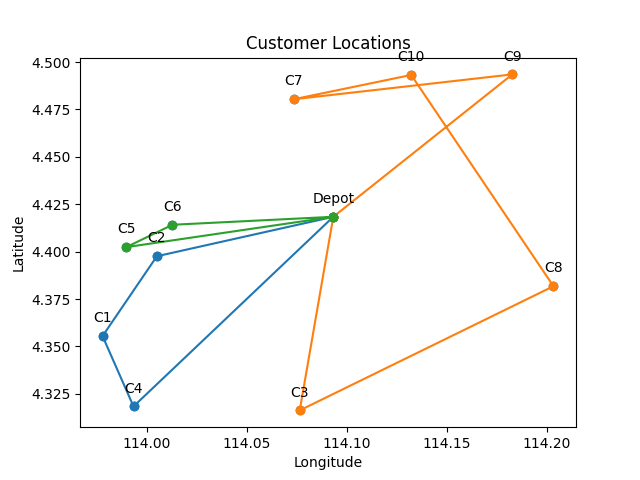 Customer Locations
4.500
4.475
4.450
4.425
4.400
4.375
4.350
4.325
Latitude
C10
C9
C7
Depot
C6
C5
C2
C8
C1
C4
C3
114.00
114.05
114.10
114.15
114.20
Longitude